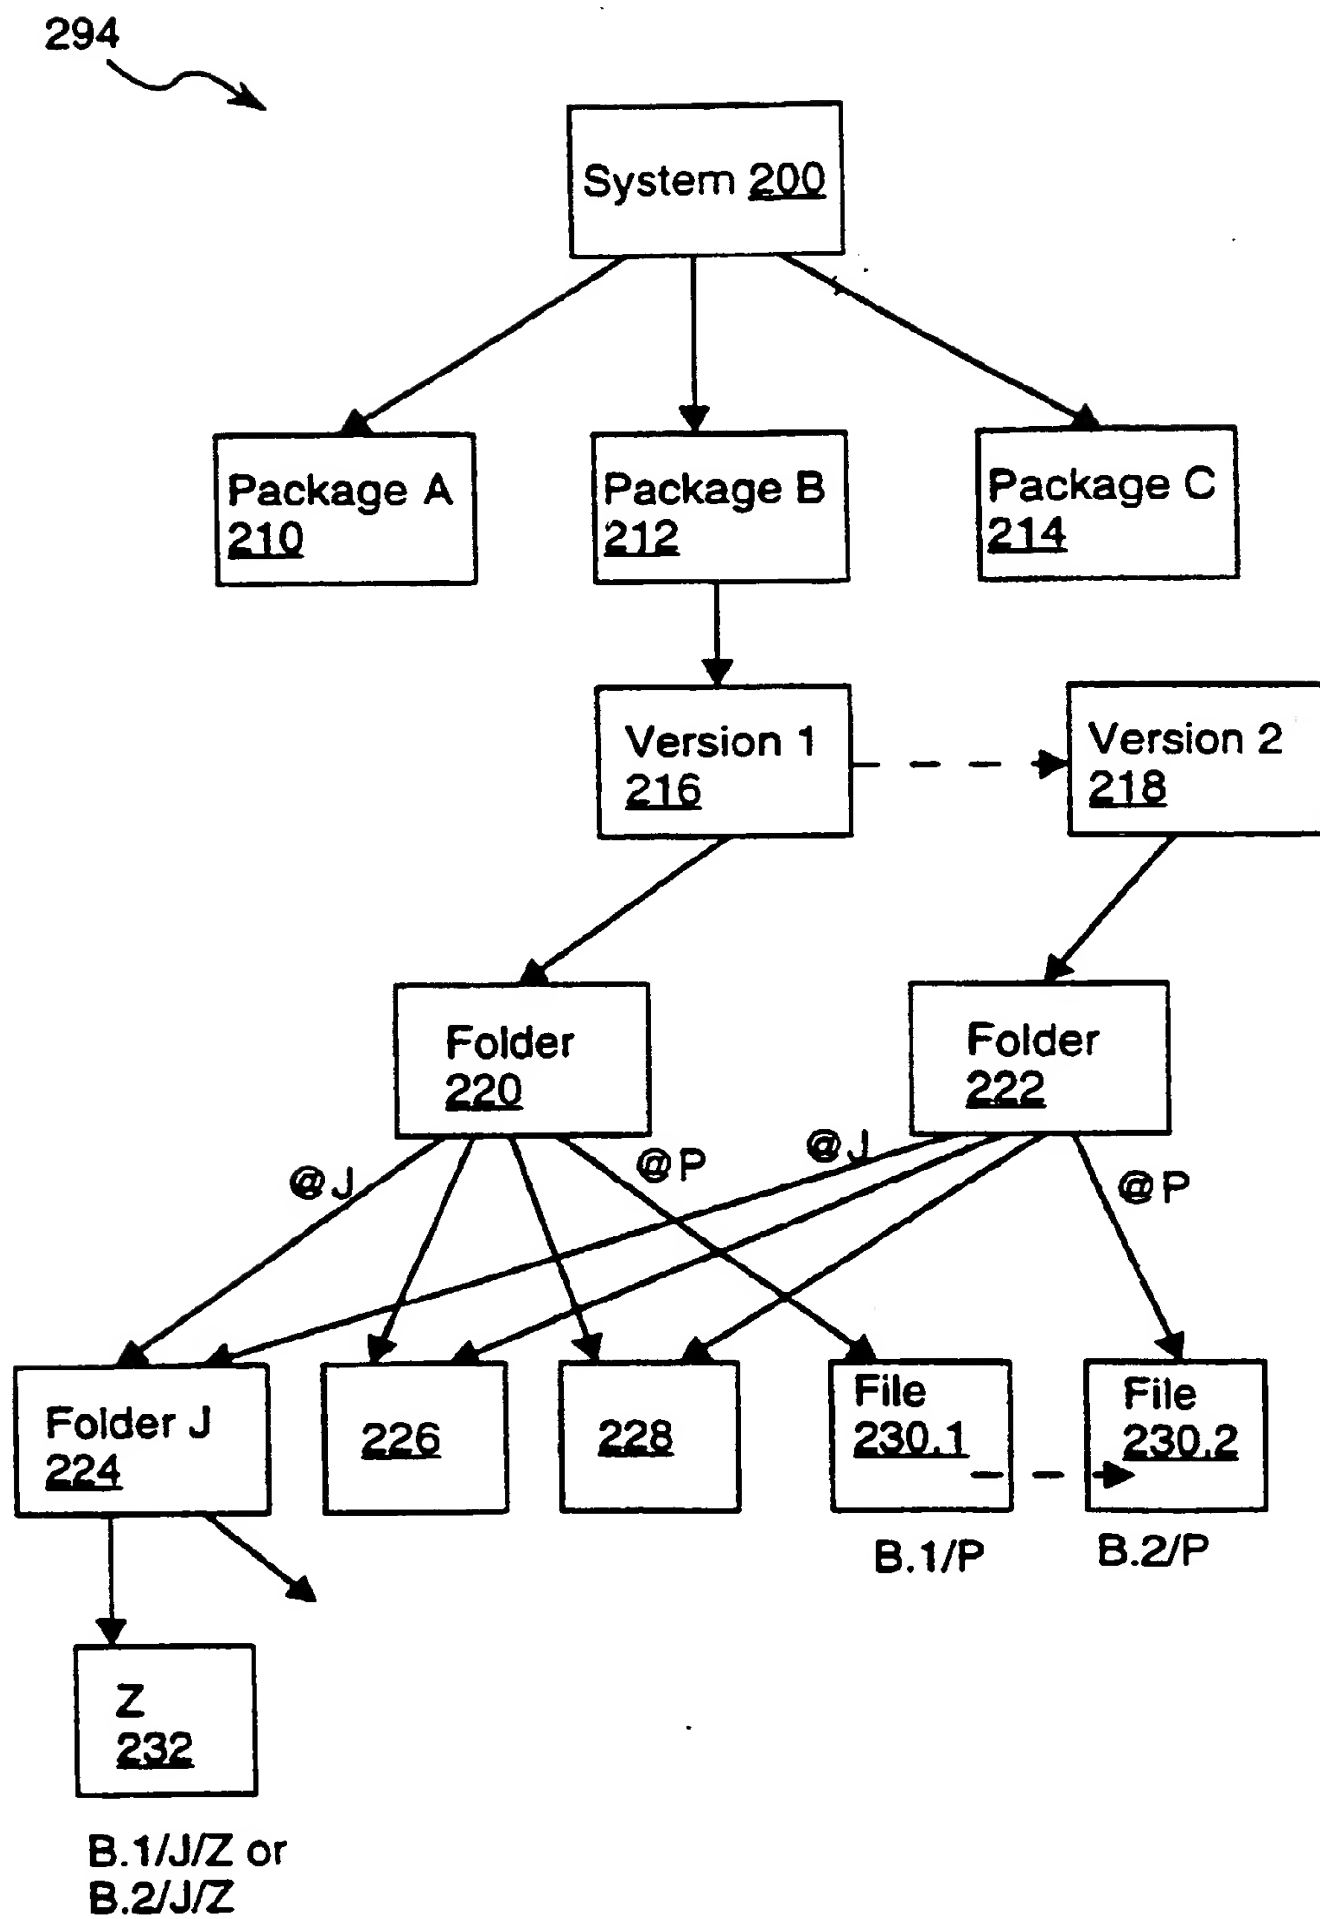 294
System 200
Package A
210
Package B
212
Package C
214
Version 1
216
Version 2
218
Folder
220
Folder
222
@J
@P
@J
@P
Folder J
224
226
228
File
230.1
File
230.2
B.1/P
B.2/P
Z
232
B.1/J/Z or
B.2/J/Z